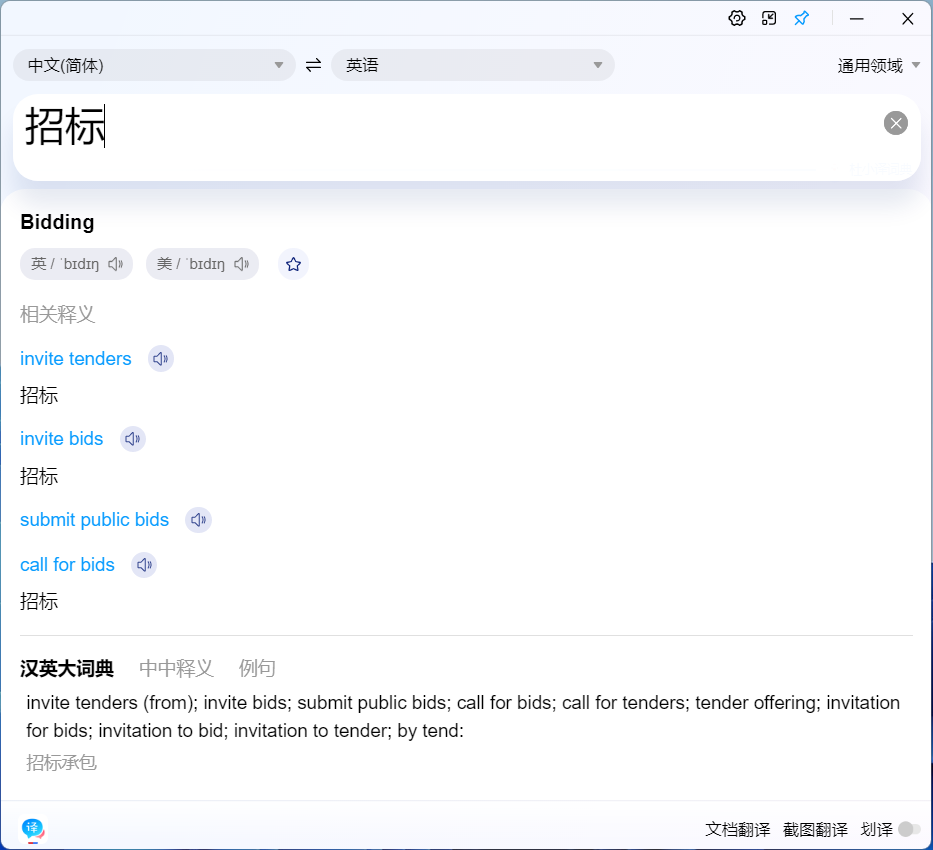 中文(简体) 英语 通用领域
招标
Bidding
英 / ˈbɪdɪŋ 美 / ˈbɪdɪŋ
相关释义
invite tenders
招标
invite bids
招标
submit public bids
call for bids
招标
汉英大词典 中中释义 例句
invite tenders (from); invite bids; submit public bids; call for bids; call for tenders; tender offering; invitation
for bids; invitation to bid; invitation to tender; by tend:
招标承包
译 文档翻译 截图翻译 划译